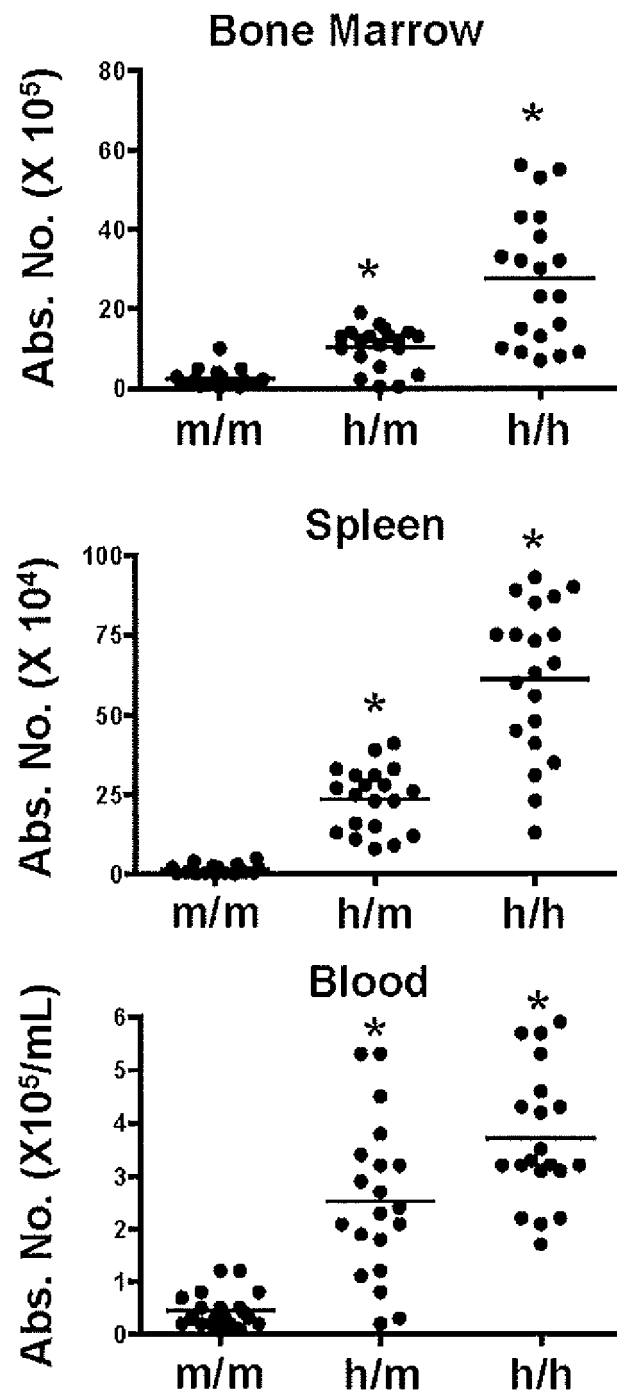 Bone Marrow
Abs. No. (X 10⁵)
80
60
40
20
0
*
*
m/m h/m h/h
Spleen
Abs. No. (X 10⁴)
100
75
50
25
0
*
*
m/m h/m h/h
Blood
Abs. No. (X10⁵/mL)
6
5
4
3
2
1
0
*
*
m/m h/m h/h